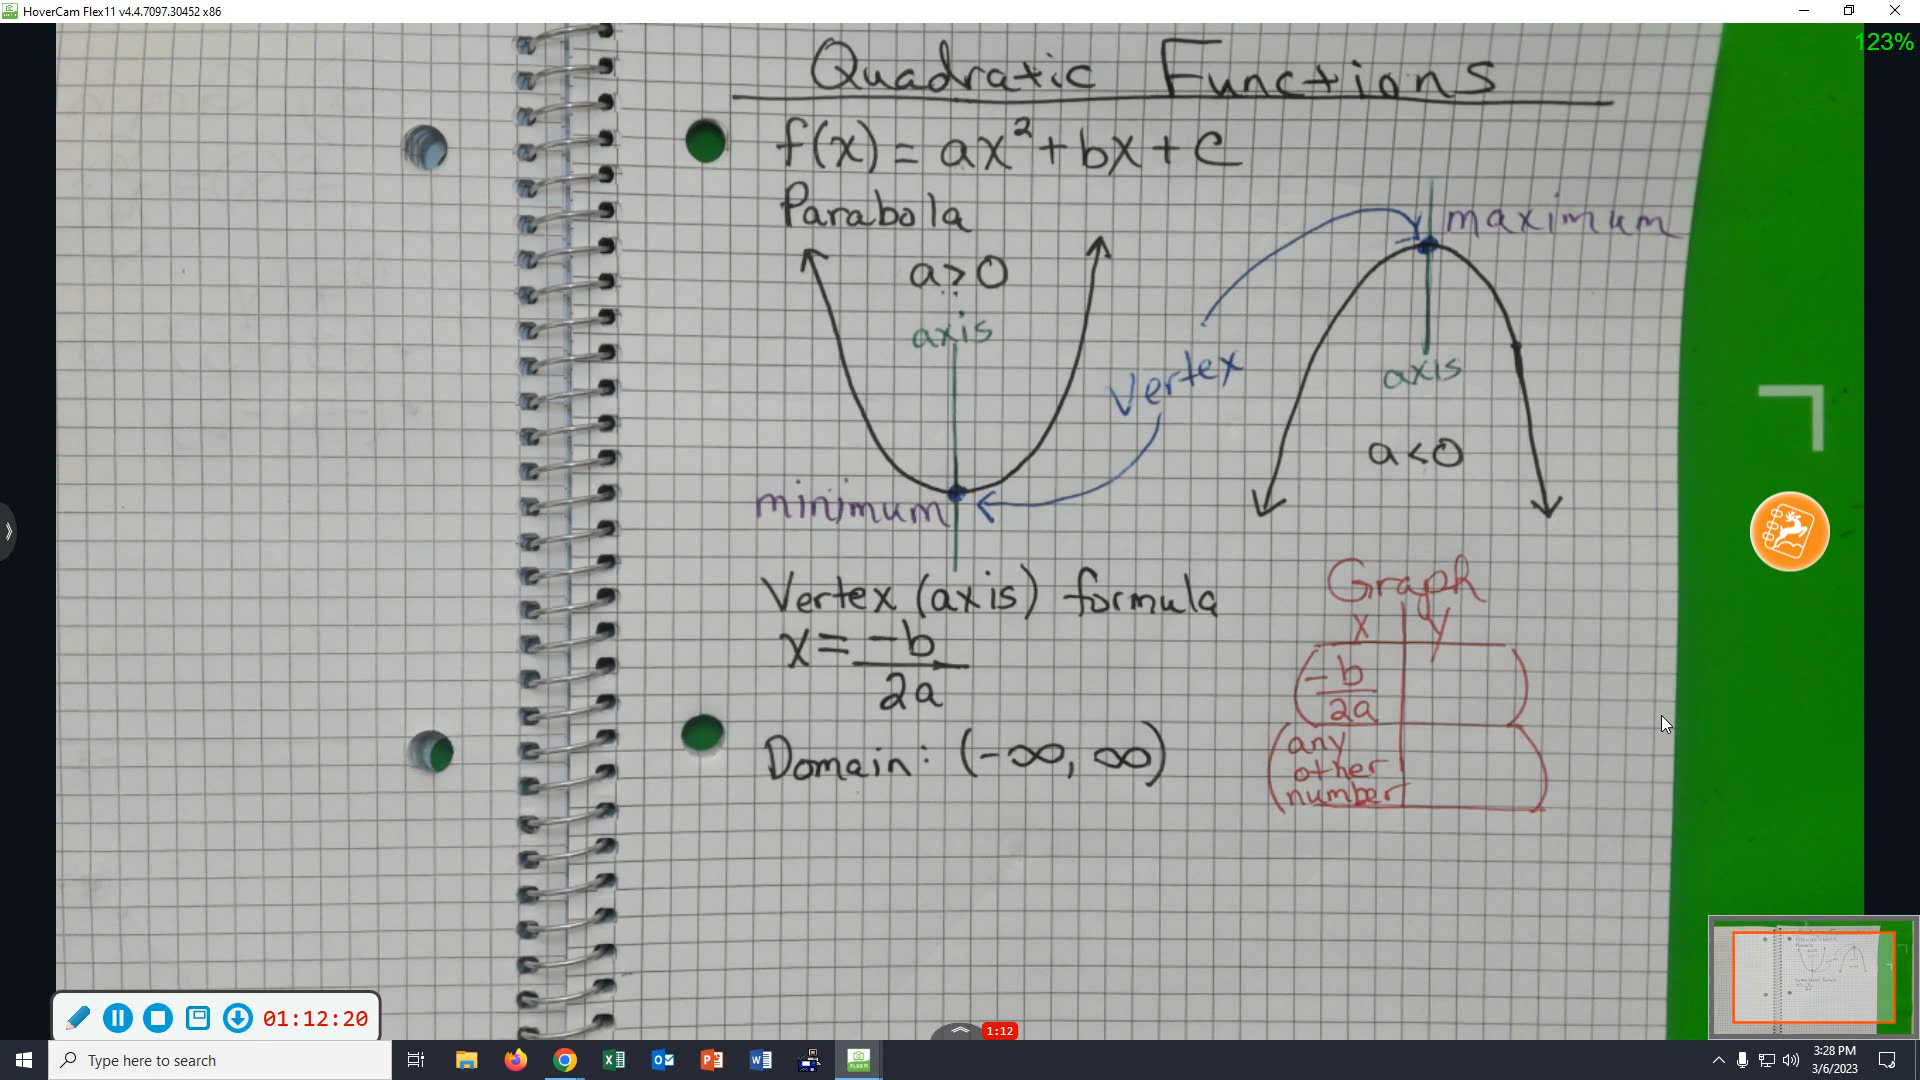 HoverCam Flex11 v4.4.7097.30452 x86
123%
Quadratic Functions
f(x) = ax²+bx+c
Parabola
maximum
a > 0
axis
Vertex
axis
a < 0
minimum
Vertex (axis) formula
x = -b
2a
Graph
x y
-b
2a
any
other
number
Domain: (-∞, ∞)
01:12:20
1:12
Type here to search
3:28 PM
3/6/2023